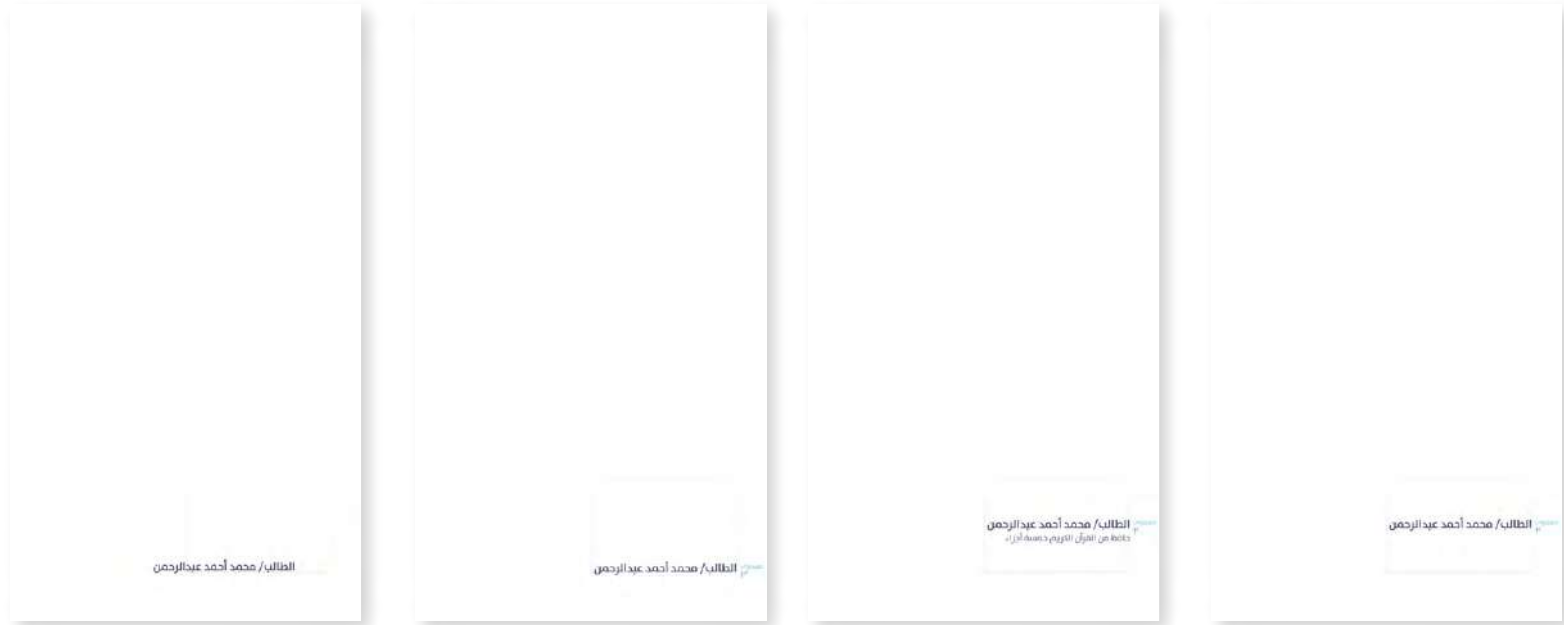 الطالب/ محمد أحمد عبدالرحمن
الطالب/ محمد أحمد عبدالرحمن
الطالب/ محمد أحمد عبدالرحمن
حافظ من القرآن الكريم خمسة أجزاء
الطالب/ محمد أحمد عبدالرحمن